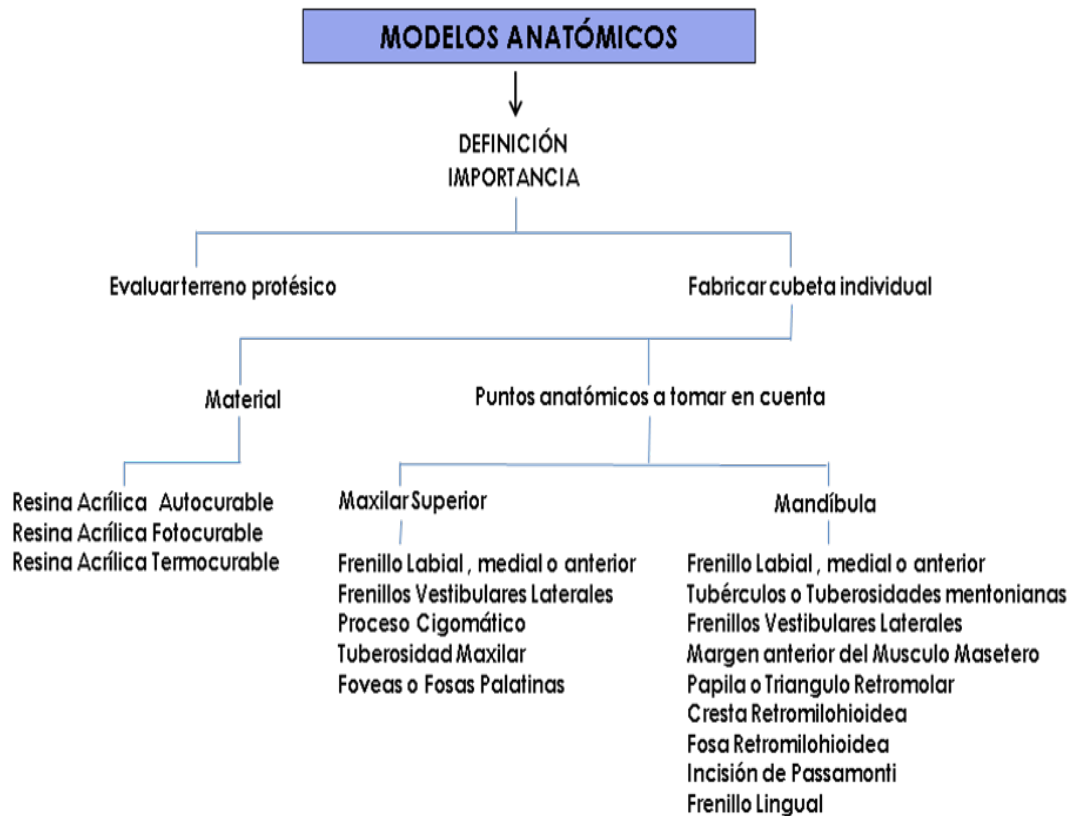 MODELOS ANATÓMICOS
DEFINICIÓN
IMPORTANCIA
Evaluar terreno protésico
Fabricar cubeta individual
Material
Puntos anatómicos a tomar en cuenta
Resina Acrílica Autocurable
Resina Acrílica Fotocurable
Resina Acrílica Termocurable
Maxilar Superior
Frenillo Labial , medial o anterior
Frenillos Vestibulares Laterales
Proceso Cigomático
Tuberosidad Maxilar
Foveas o Fosas Palatinas
Mandíbula
Frenillo Labial , medial o anterior
Tubérculos o Tuberosidades mentonianas
Frenillos Vestibulares Laterales
Margen anterior del Musculo Masetero
Papila o Triangulo Retromolar
Cresta Retromilohioidea
Fosa Retromilohioidea
Incisión de Passamonti
Frenillo Lingual